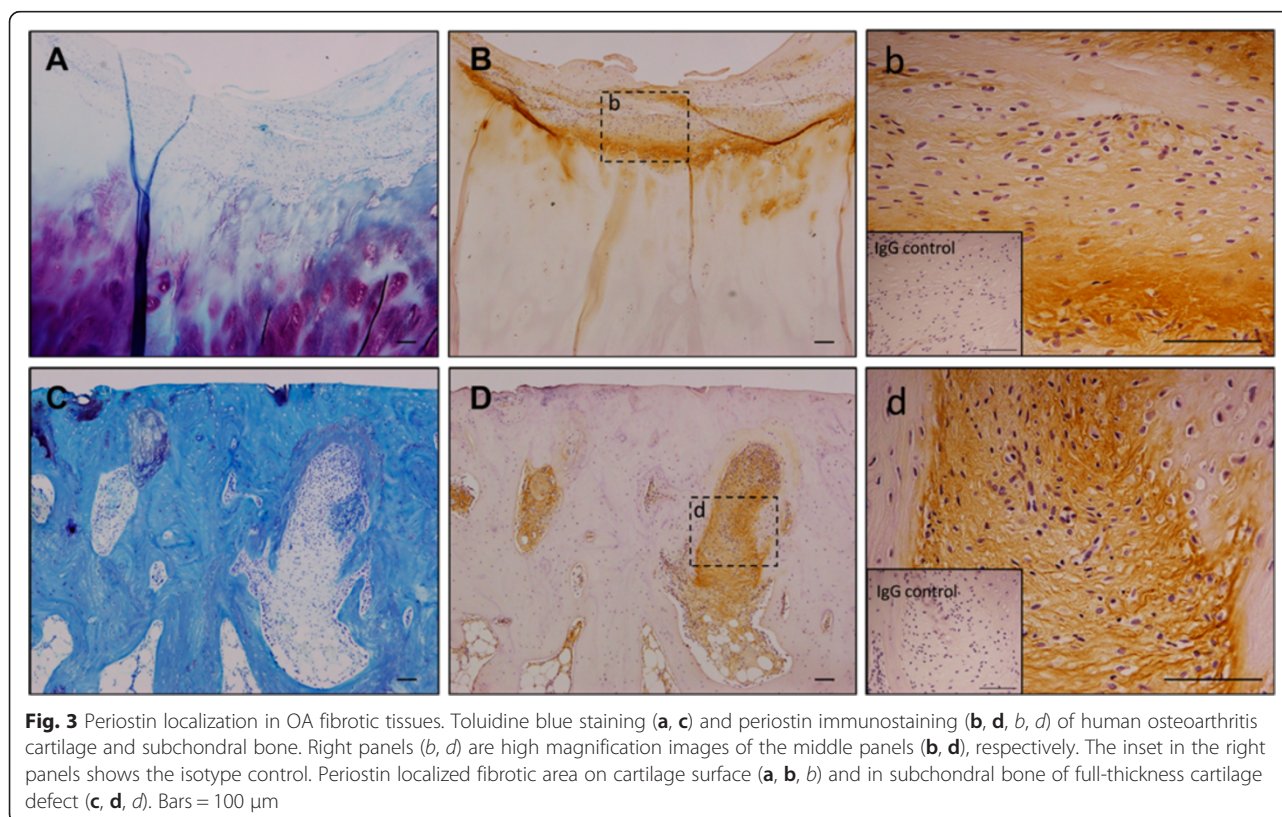 A
B
b
b
IgG control
C
D
d
d
IgG control
Fig. 3 Periostin localization in OA fibrotic tissues. Toluidine blue staining (a, c) and periostin immunostaining (b, d, b, d) of human osteoarthritis
cartilage and subchondral bone. Right panels (b, d) are high magnification images of the middle panels (b, d), respectively. The inset in the right
panels shows the isotype control. Periostin localized fibrotic area on cartilage surface (a, b, b) and in subchondral bone of full-thickness cartilage
defect (c, d, d). Bars = 100 μm